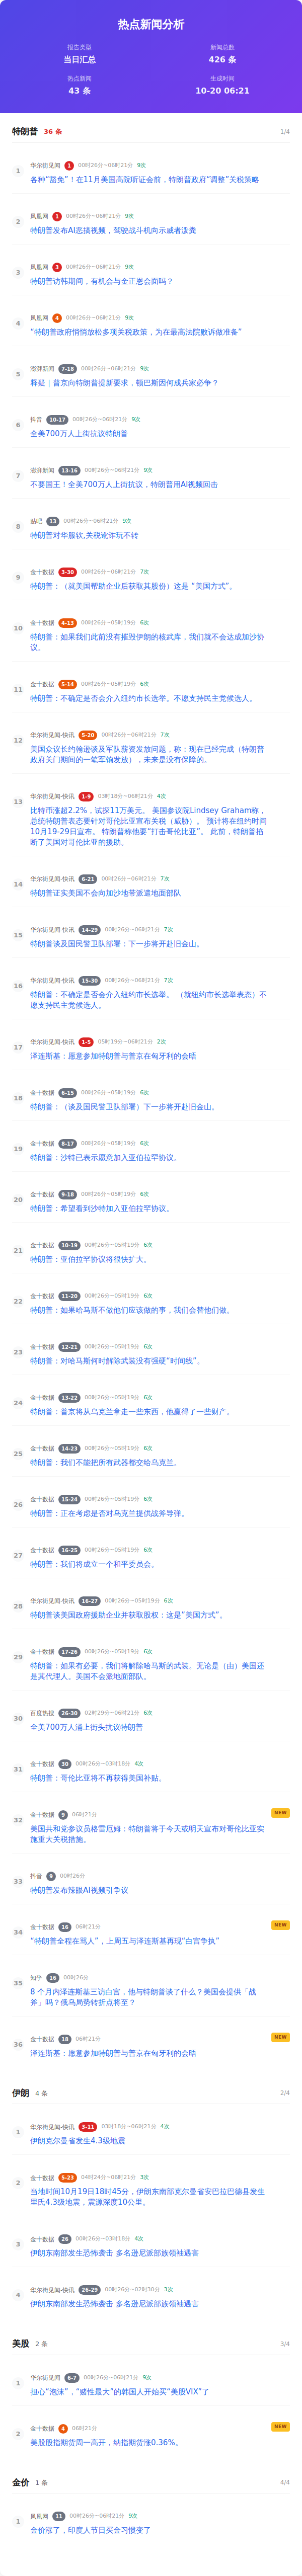 热点新闻分析
报告类型
新闻总数
当日汇总
426 条
热点新闻
生成时间
43 条
10-20 06:21
特朗普 36 条 1/4
1 华尔街见闻 1 00时26分~06时21分 9次
各种“豁免”！在11月美国高院听证会前，特朗普政府“调整”关税策略
2 凤凰网 1 00时26分~06时21分 9次
特朗普发布AI恶搞视频，驾驶战斗机向示威者泼粪
3 凤凰网 3 00时26分~06时21分 9次
特朗普访韩期间，有机会与金正恩会面吗？
4 凤凰网 4 00时26分~06时21分 9次
“特朗普政府悄悄放松多项关税政策，为在最高法院败诉做准备”
5 澎湃新闻 7-18 00时26分~06时21分 9次
释疑｜普京向特朗普提新要求，顿巴斯因何成兵家必争？
6 抖音 10-17 00时26分~06时21分 9次
全美700万人上街抗议特朗普
7 澎湃新闻 13-16 00时26分~06时21分 9次
不要国王！全美700万人上街抗议，特朗普用AI视频回击
8 贴吧 13 00时26分~06时21分 9次
特朗普对华服软,关税讹诈玩不转
9 金十数据 3-30 00时26分~06时21分 7次
特朗普：（就美国帮助企业后获取其股份）这是 “美国方式”。
10 金十数据 4-13 00时26分~05时19分 6次
特朗普：如果我们此前没有摧毁伊朗的核武库，我们就不会达成加沙协
议。
11 金十数据 5-14 00时26分~05时19分 6次
特朗普：不确定是否会介入纽约市长选举。不愿支持民主党候选人。
12 华尔街见闻-快讯 5-20 00时26分~06时21分 7次
美国众议长约翰逊谈及军队薪资发放问题，称：现在已经完成（特朗普
政府关门期间的一笔军饷发放），未来是没有保障的。
13 华尔街见闻-快讯 1-9 03时18分~06时21分 4次
比特币涨超2.2%，试探11万美元。 美国参议院Lindsey Graham称，
总统特朗普表态要针对哥伦比亚宣布关税（威胁）。 预计将在纽约时间
10月19-29日宣布。 特朗普称他要“打击哥伦比亚”。 此前，特朗普掐
断了美国对哥伦比亚的援助。
14 华尔街见闻-快讯 6-21 00时26分~06时21分 7次
特朗普证实美国不会向加沙地带派遣地面部队
15 华尔街见闻-快讯 14-29 00时26分~06时21分 7次
特朗普谈及国民警卫队部署：下一步将开赴旧金山。
16 华尔街见闻-快讯 15-30 00时26分~06时21分 7次
特朗普：不确定是否会介入纽约市长选举。 （就纽约市长选举表态）不
愿支持民主党候选人。
17 华尔街见闻-快讯 1-5 05时19分~06时21分 2次
泽连斯基：愿意参加特朗普与普京在匈牙利的会晤
18 金十数据 6-15 00时26分~05时19分 6次
特朗普：（谈及国民警卫队部署）下一步将开赴旧金山。
19 金十数据 8-17 00时26分~05时19分 6次
特朗普：沙特已表示愿意加入亚伯拉罕协议。
20 金十数据 9-18 00时26分~05时19分 6次
特朗普：希望看到沙特加入亚伯拉罕协议。
21 金十数据 10-19 00时26分~05时19分 6次
特朗普：亚伯拉罕协议将很快扩大。
22 金十数据 11-20 00时26分~05时19分 6次
特朗普：如果哈马斯不做他们应该做的事，我们会替他们做。
23 金十数据 12-21 00时26分~05时19分 6次
特朗普：对哈马斯何时解除武装没有强硬“时间线”。
24 金十数据 13-22 00时26分~05时19分 6次
特朗普：普京将从乌克兰拿走一些东西，他赢得了一些财产。
25 金十数据 14-23 00时26分~05时19分 6次
特朗普：我们不能把所有武器都交给乌克兰。
26 金十数据 15-24 00时26分~05时19分 6次
特朗普：正在考虑是否对乌克兰提供战斧导弹。
27 金十数据 16-25 00时26分~05时19分 6次
特朗普：我们将成立一个和平委员会。
28 华尔街见闻-快讯 16-27 00时26分~05时19分 6次
特朗普谈美国政府援助企业并获取股权：这是“美国方式”。
29 金十数据 17-26 00时26分~05时19分 6次
特朗普：如果有必要，我们将解除哈马斯的武装。无论是（由）美国还
是其代理人。美国不会派地面部队。
30 百度热搜 26-30 02时29分~06时21分 6次
全美700万人涌上街头抗议特朗普
31 金十数据 30 00时26分~03时18分 4次
特朗普：哥伦比亚将不再获得美国补贴。
32 金十数据 9 06时21分 NEW
美国共和党参议员格雷厄姆：特朗普将于今天或明天宣布对哥伦比亚实
施重大关税措施。
33 抖音 9 00时26分
特朗普发布辣眼AI视频引争议
34 金十数据 16 06时21分 NEW
“特朗普全程在骂人”，上周五与泽连斯基再现“白宫争执”
35 知乎 16 00时26分
8 个月内泽连斯基三访白宫，他与特朗普谈了什么？美国会提供「战
斧」吗？俄乌局势转折点将至？
36 金十数据 18 06时21分 NEW
泽连斯基：愿意参加特朗普与普京在匈牙利的会晤
伊朗 4 条 2/4
1 华尔街见闻-快讯 3-11 03时18分~06时21分 4次
伊朗克尔曼省发生4.3级地震
2 金十数据 5-23 04时24分~06时21分 3次
当地时间10月19日18时45分，伊朗东南部克尔曼省安巴拉巴德县发生
里氏4.3级地震，震源深度10公里。
3 金十数据 26 00时26分~03时18分 4次
伊朗东南部发生恐怖袭击 多名逊尼派部族领袖遇害
4 华尔街见闻-快讯 26-29 00时26分~02时30分 3次
伊朗东南部发生恐怖袭击 多名逊尼派部族领袖遇害
美股 2 条 3/4
1 华尔街见闻 6-7 00时26分~06时21分 9次
担心“泡沫”，“赌性最大”的韩国人开始买“美股VIX”了
2 金十数据 4 06时21分 NEW
美股股指期货周一高开，纳指期货涨0.36%。
金价 1 条 4/4
1 凤凰网 11 00时26分~06时21分 9次
金价涨了，印度人节日买金习惯变了